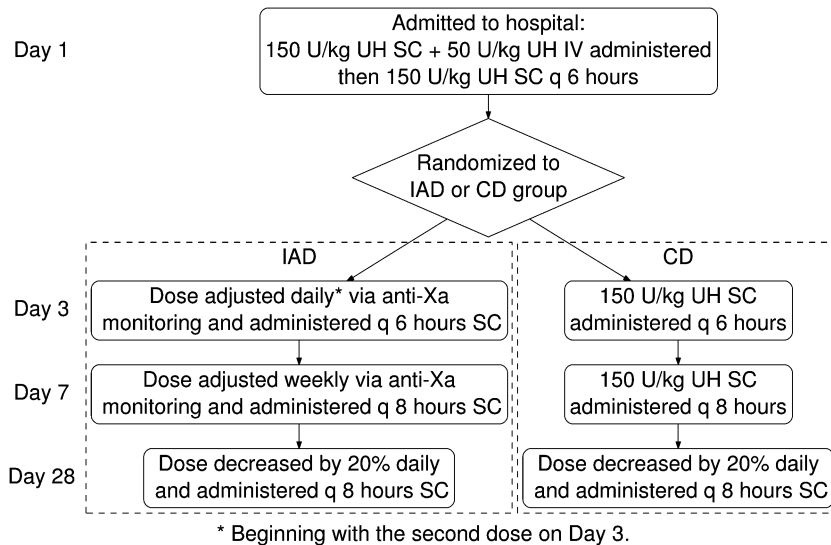 Day 1
Admitted to hospital:
150 U/kg UH SC + 50 U/kg UH IV administered
then 150 U/kg UH SC q 6 hours
Randomized to
IAD or CD group
IAD
CD
Day 3
Dose adjusted daily* via anti-Xa
monitoring and administered q 6 hours SC
150 U/kg UH SC
administered q 6 hours
Day 7
Dose adjusted weekly via anti-Xa
monitoring and administered q 8 hours SC
150 U/kg UH SC
administered q 8 hours
Day 28
Dose decreased by 20% daily
and administered q 8 hours SC
Dose decreased by 20% daily
and administered q 8 hours SC
* Beginning with the second dose on Day 3.